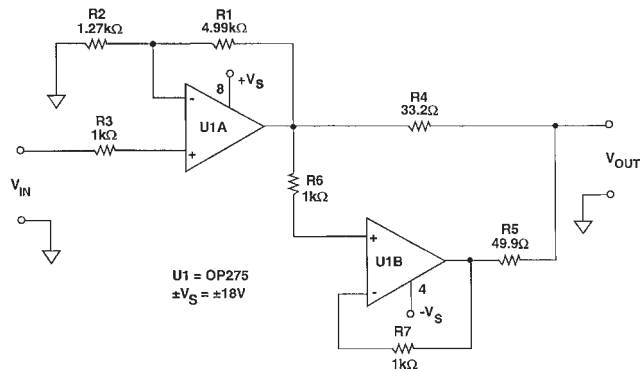 R2
1.27kΩ
R1
4.99kΩ
8
+VS
-
U1A
+
R3
1kΩ
VIN
R4
33.2Ω
VOUT
R6
1kΩ
+
U1B
-
4
-VS
R5
49.9Ω
R7
1kΩ
U1 = OP275
±VS = ±18V